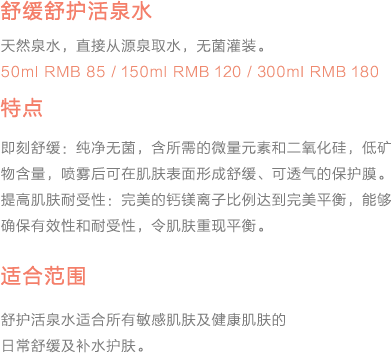 舒缓舒护活泉水
天然泉水，直接从源泉取水，无菌灌装。
50ml RMB 85 / 150ml RMB 120 / 300ml RMB 180
特点
即刻舒缓：纯净无菌，含所需的微量元素和二氧化硅，低矿
物含量，喷雾后可在肌肤表面形成舒缓、可透气的保护膜。
提高肌肤耐受性：完美的钙镁离子比例达到完美平衡，能够
确保有效性和耐受性，令肌肤重现平衡。
适合范围
舒护活泉水适合所有敏感肌肤及健康肌肤的
日常舒缓及补水护肤。